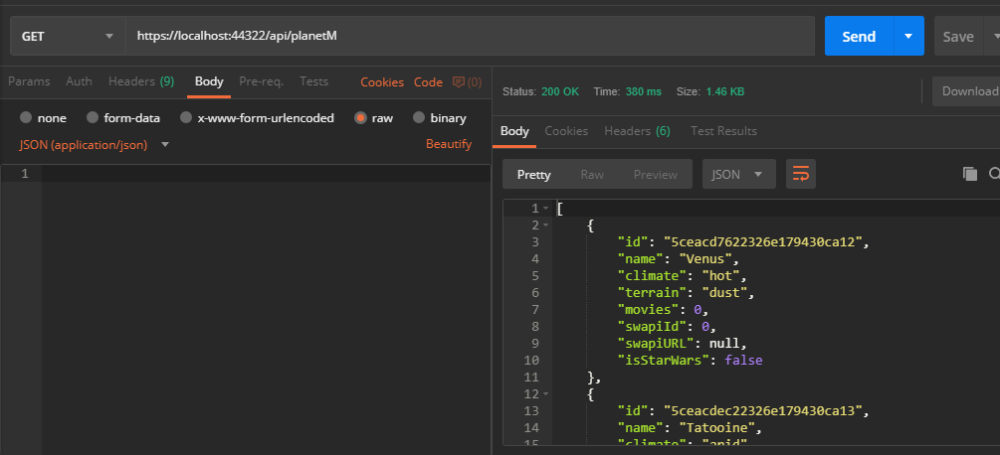 GET https://localhost:44322/api/planetM Send Save
Params Auth Headers (9) Body Pre-req. Tests Cookies Code (0)
none form-data x-www-form-urlencoded raw binary
JSON (application/json) Beautify
1
Status: 200 OK Time: 380 ms Size: 1.46 KB Download
Body Cookies Headers (6) Test Results
Pretty Raw Preview JSON
1 [
2 {
3 "id": "5ceacd7622326e179430ca12",
4 "name": "Venus",
5 "climate": "hot",
6 "terrain": "dust",
7 "movies": 0,
8 "swapiId": 0,
9 "swapiURL": null,
10 "isStarWars": false
11 },
12 {
13 "id": "5ceacdec22326e179430ca13",
14 "name": "Tatooine",
15 "climate":